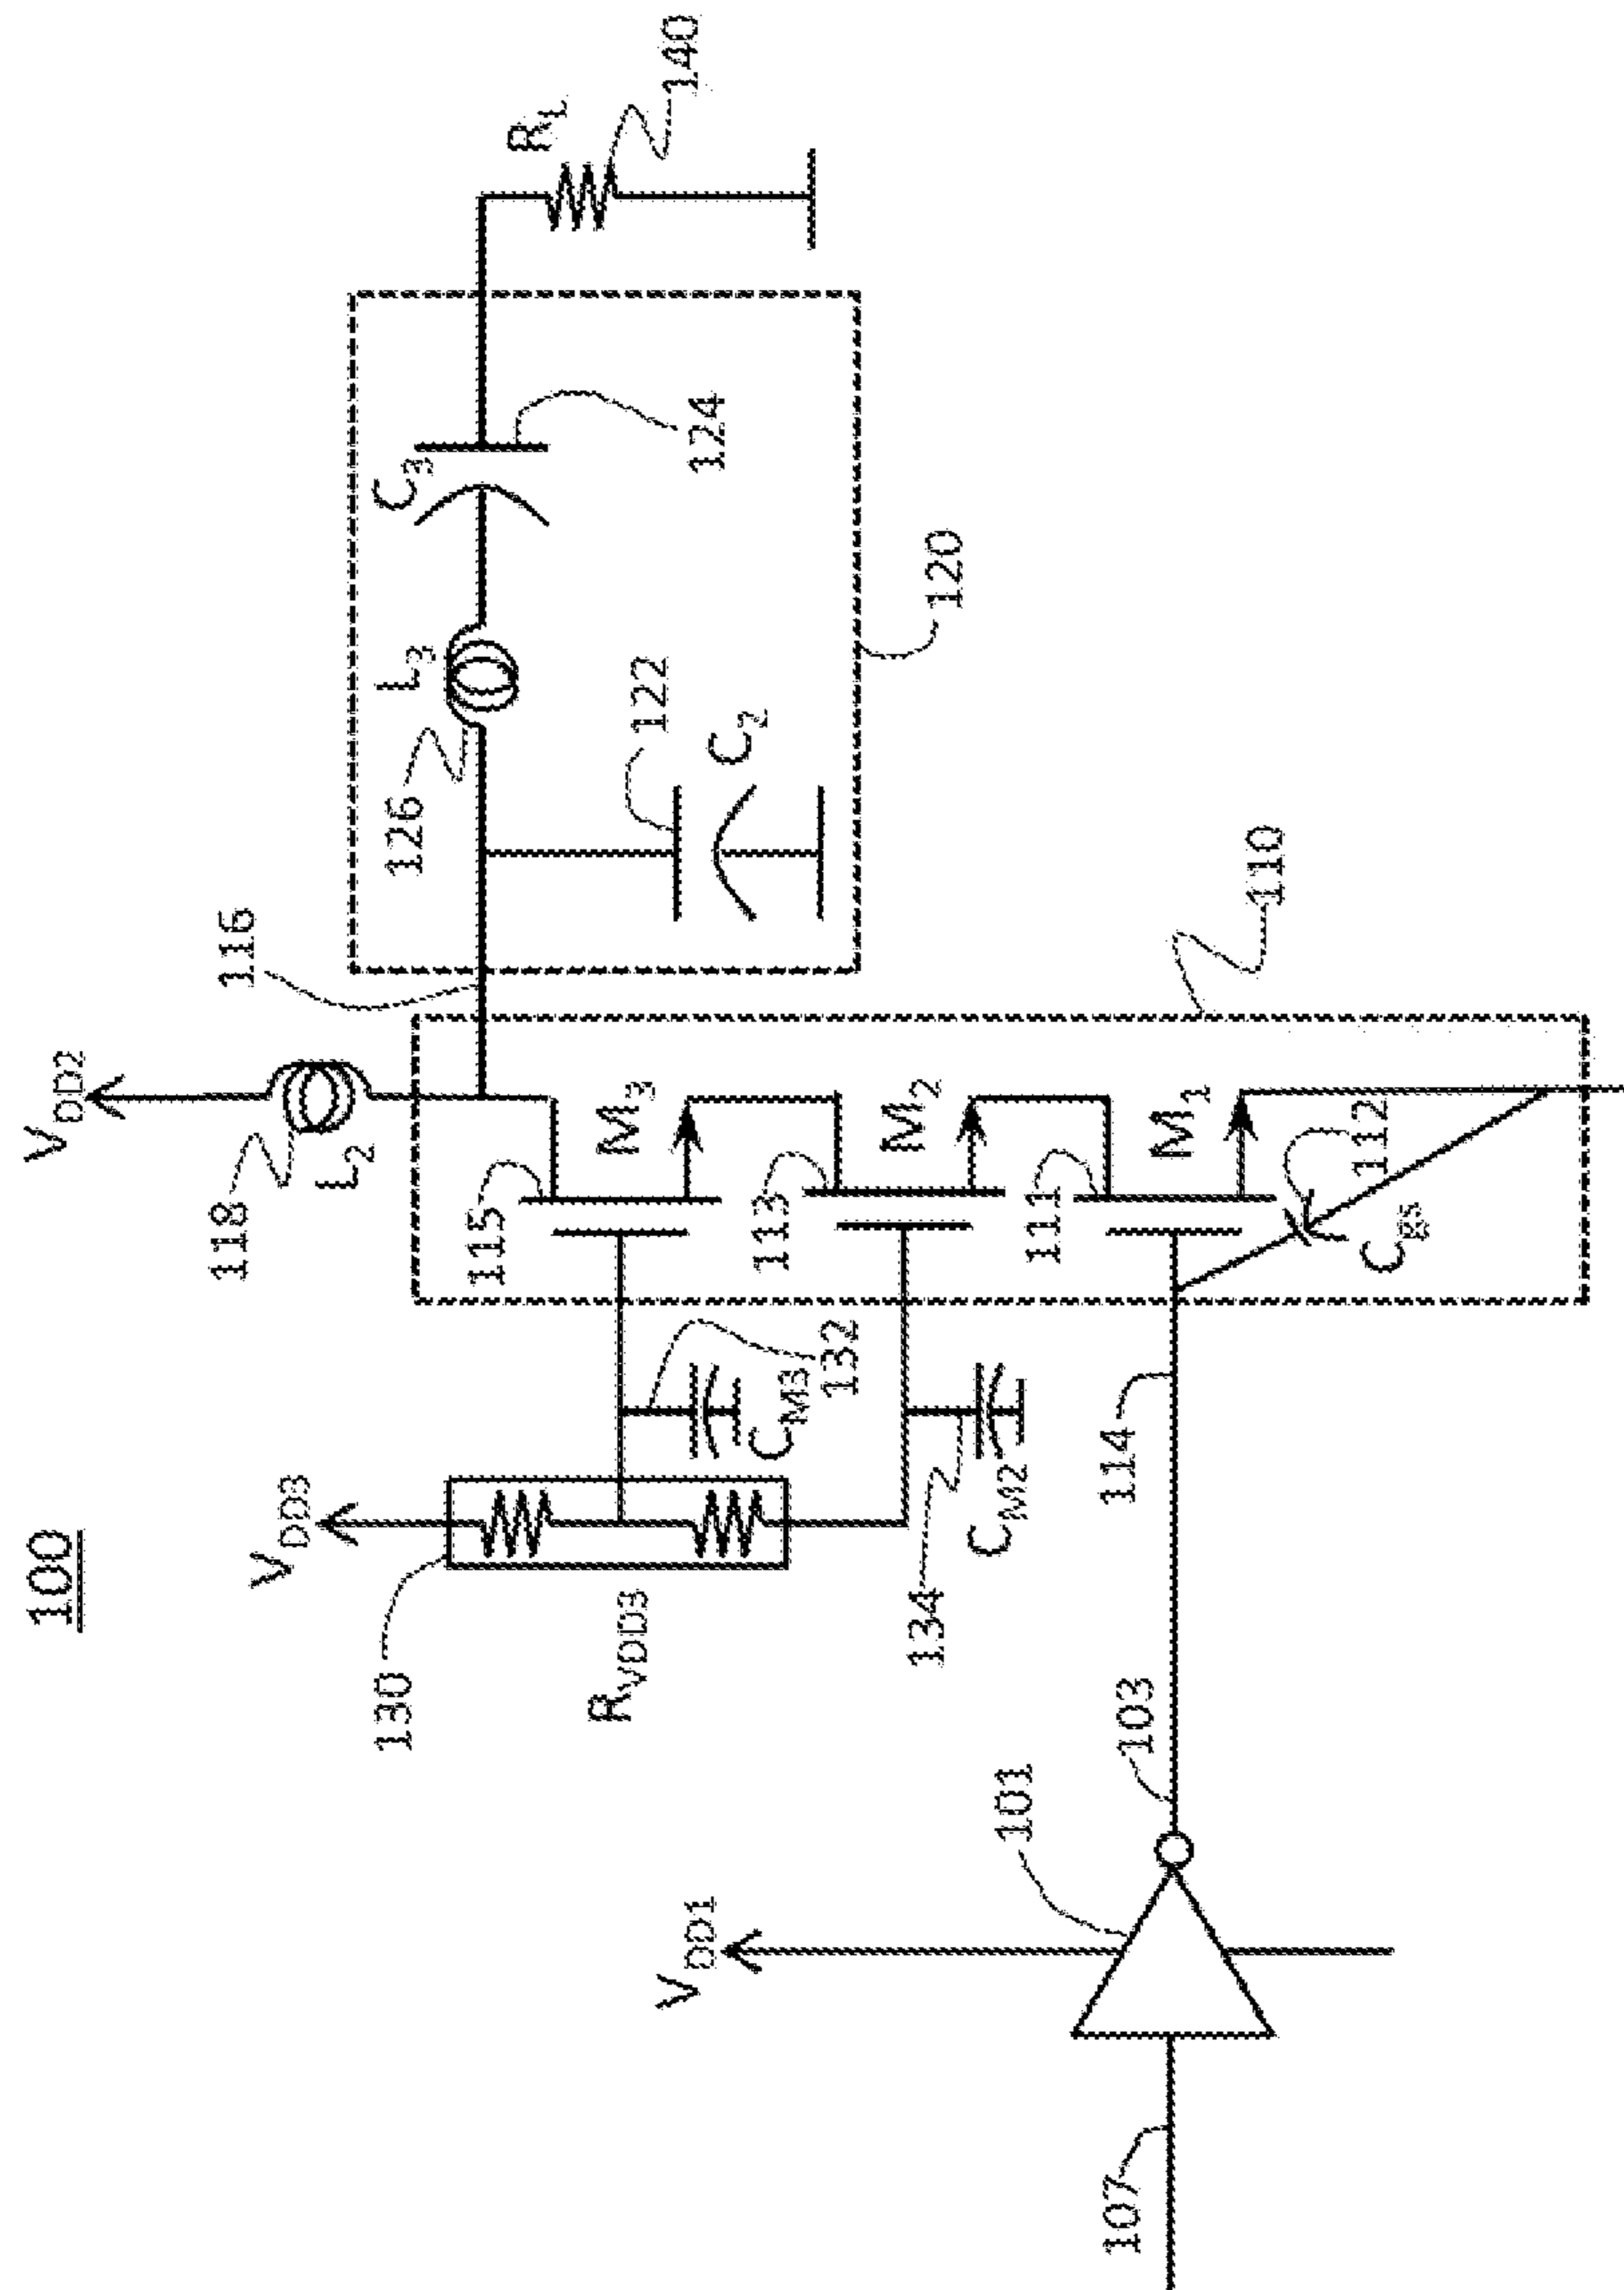 100
V_DD2
118
L_2
116
V_DD3
130
R_VDD3
115
M_3
132
C_M3
113
M_2
134
C_M2
111
M_1
112
C_gs
114
103
101
V_DD1
107
110
126
L_3
C_3
124
122
C_2
120
R_L
140